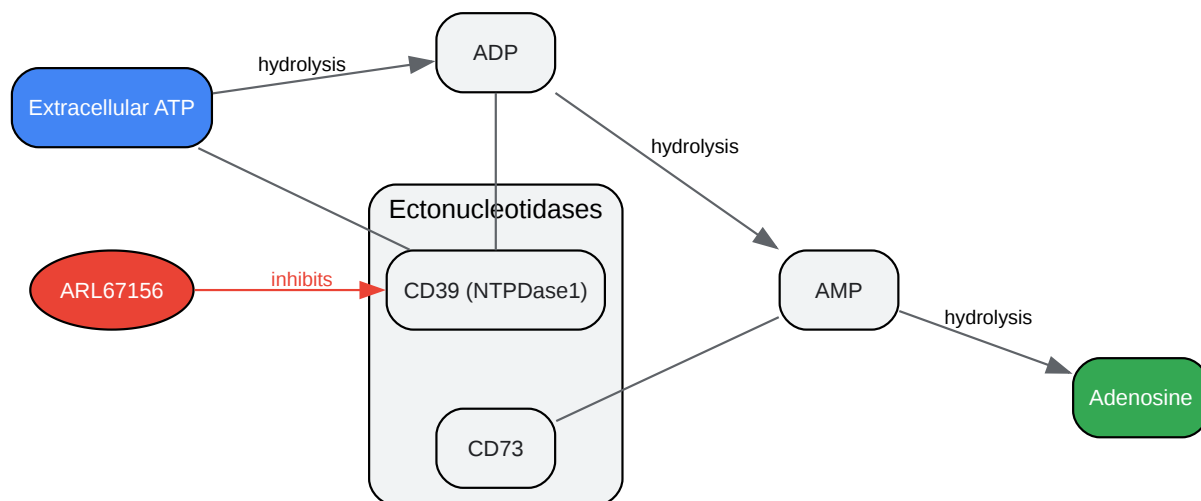 ADP
hydrolysis
Extracellular ATP
hydrolysis
Ectonucleotidases
ARL67156
inhibits
CD39 (NTPDase1)
AMP
hydrolysis
Adenosine
CD73